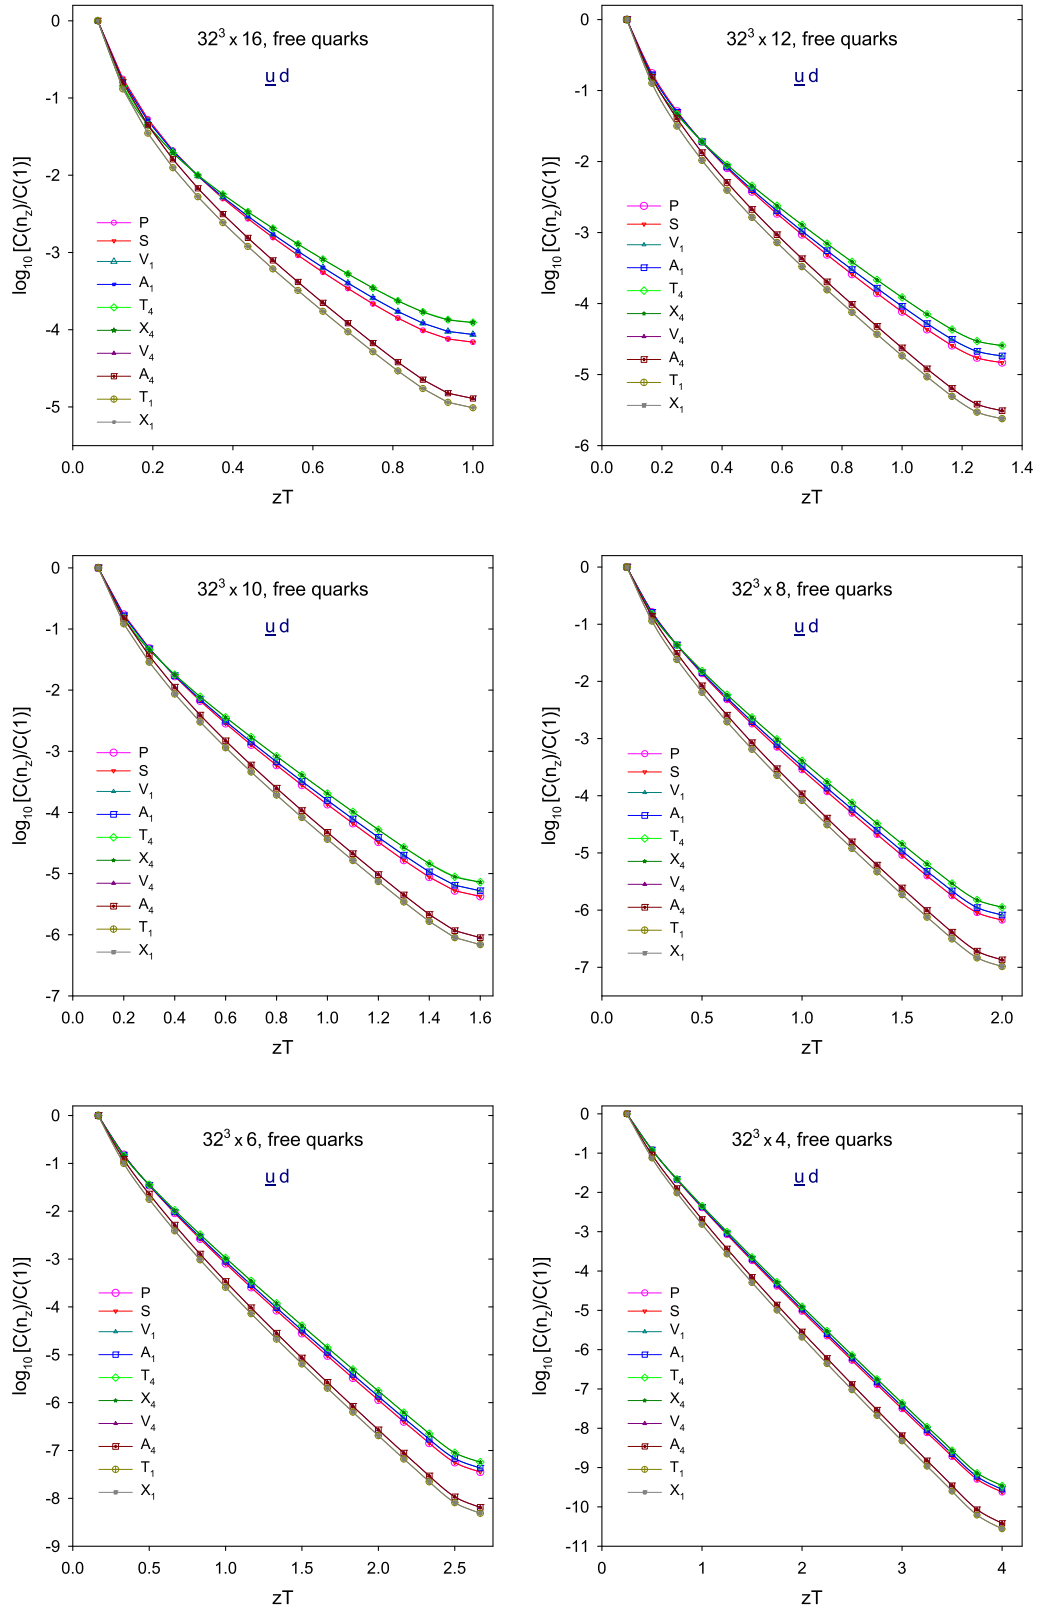 32³ x 16, free quarks
u d
log₁₀ [C(n_z)/C(1)]
0
-1
-2
-3
-4
-5
P
S
V₁
A₁
T₄
X₄
V₄
A₄
T₁
X₁
0.0 0.2 0.4 0.6 0.8 1.0
zT
32³ x 12, free quarks
u d
log₁₀ [C(n_z)/C(1)]
0
-1
-2
-3
-4
-5
-6
P
S
V₁
A₁
T₄
X₄
V₄
A₄
T₁
X₁
0.0 0.2 0.4 0.6 0.8 1.0 1.2 1.4
zT
32³ x 10, free quarks
u d
log₁₀ [C(n_z)/C(1)]
0
-1
-2
-3
-4
-5
-6
-7
P
S
V₁
A₁
T₄
X₄
V₄
A₄
T₁
X₁
0.0 0.2 0.4 0.6 0.8 1.0 1.2 1.4 1.6
zT
32³ x 8, free quarks
u d
log₁₀ [C(n_z)/C(1)]
0
-1
-2
-3
-4
-5
-6
-7
P
S
V₁
A₁
T₄
X₄
V₄
A₄
T₁
X₁
0.0 0.5 1.0 1.5 2.0
zT
32³ x 6, free quarks
u d
log₁₀ [C(n_z)/C(1)]
0
-1
-2
-3
-4
-5
-6
-7
-8
-9
P
S
V₁
A₁
T₄
X₄
V₄
A₄
T₁
X₁
0.0 0.5 1.0 1.5 2.0 2.5
zT
32³ x 4, free quarks
u d
log₁₀ [C(n_z)/C(1)]
0
-1
-2
-3
-4
-5
-6
-7
-8
-9
-10
-11
P
S
V₁
A₁
T₄
X₄
V₄
A₄
T₁
X₁
0 1 2 3 4
zT